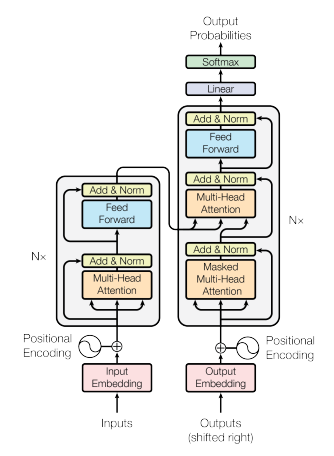 Output
Probabilities
Softmax
Linear
Add & Norm
Feed
Forward
Add & Norm
Multi-Head
Attention
Add & Norm
Masked
Multi-Head
Attention
N×
Add & Norm
Feed
Forward
N×
Add & Norm
Multi-Head
Attention
Positional
Encoding
Positional
Encoding
Input
Embedding
Output
Embedding
Inputs
Outputs
(shifted right)